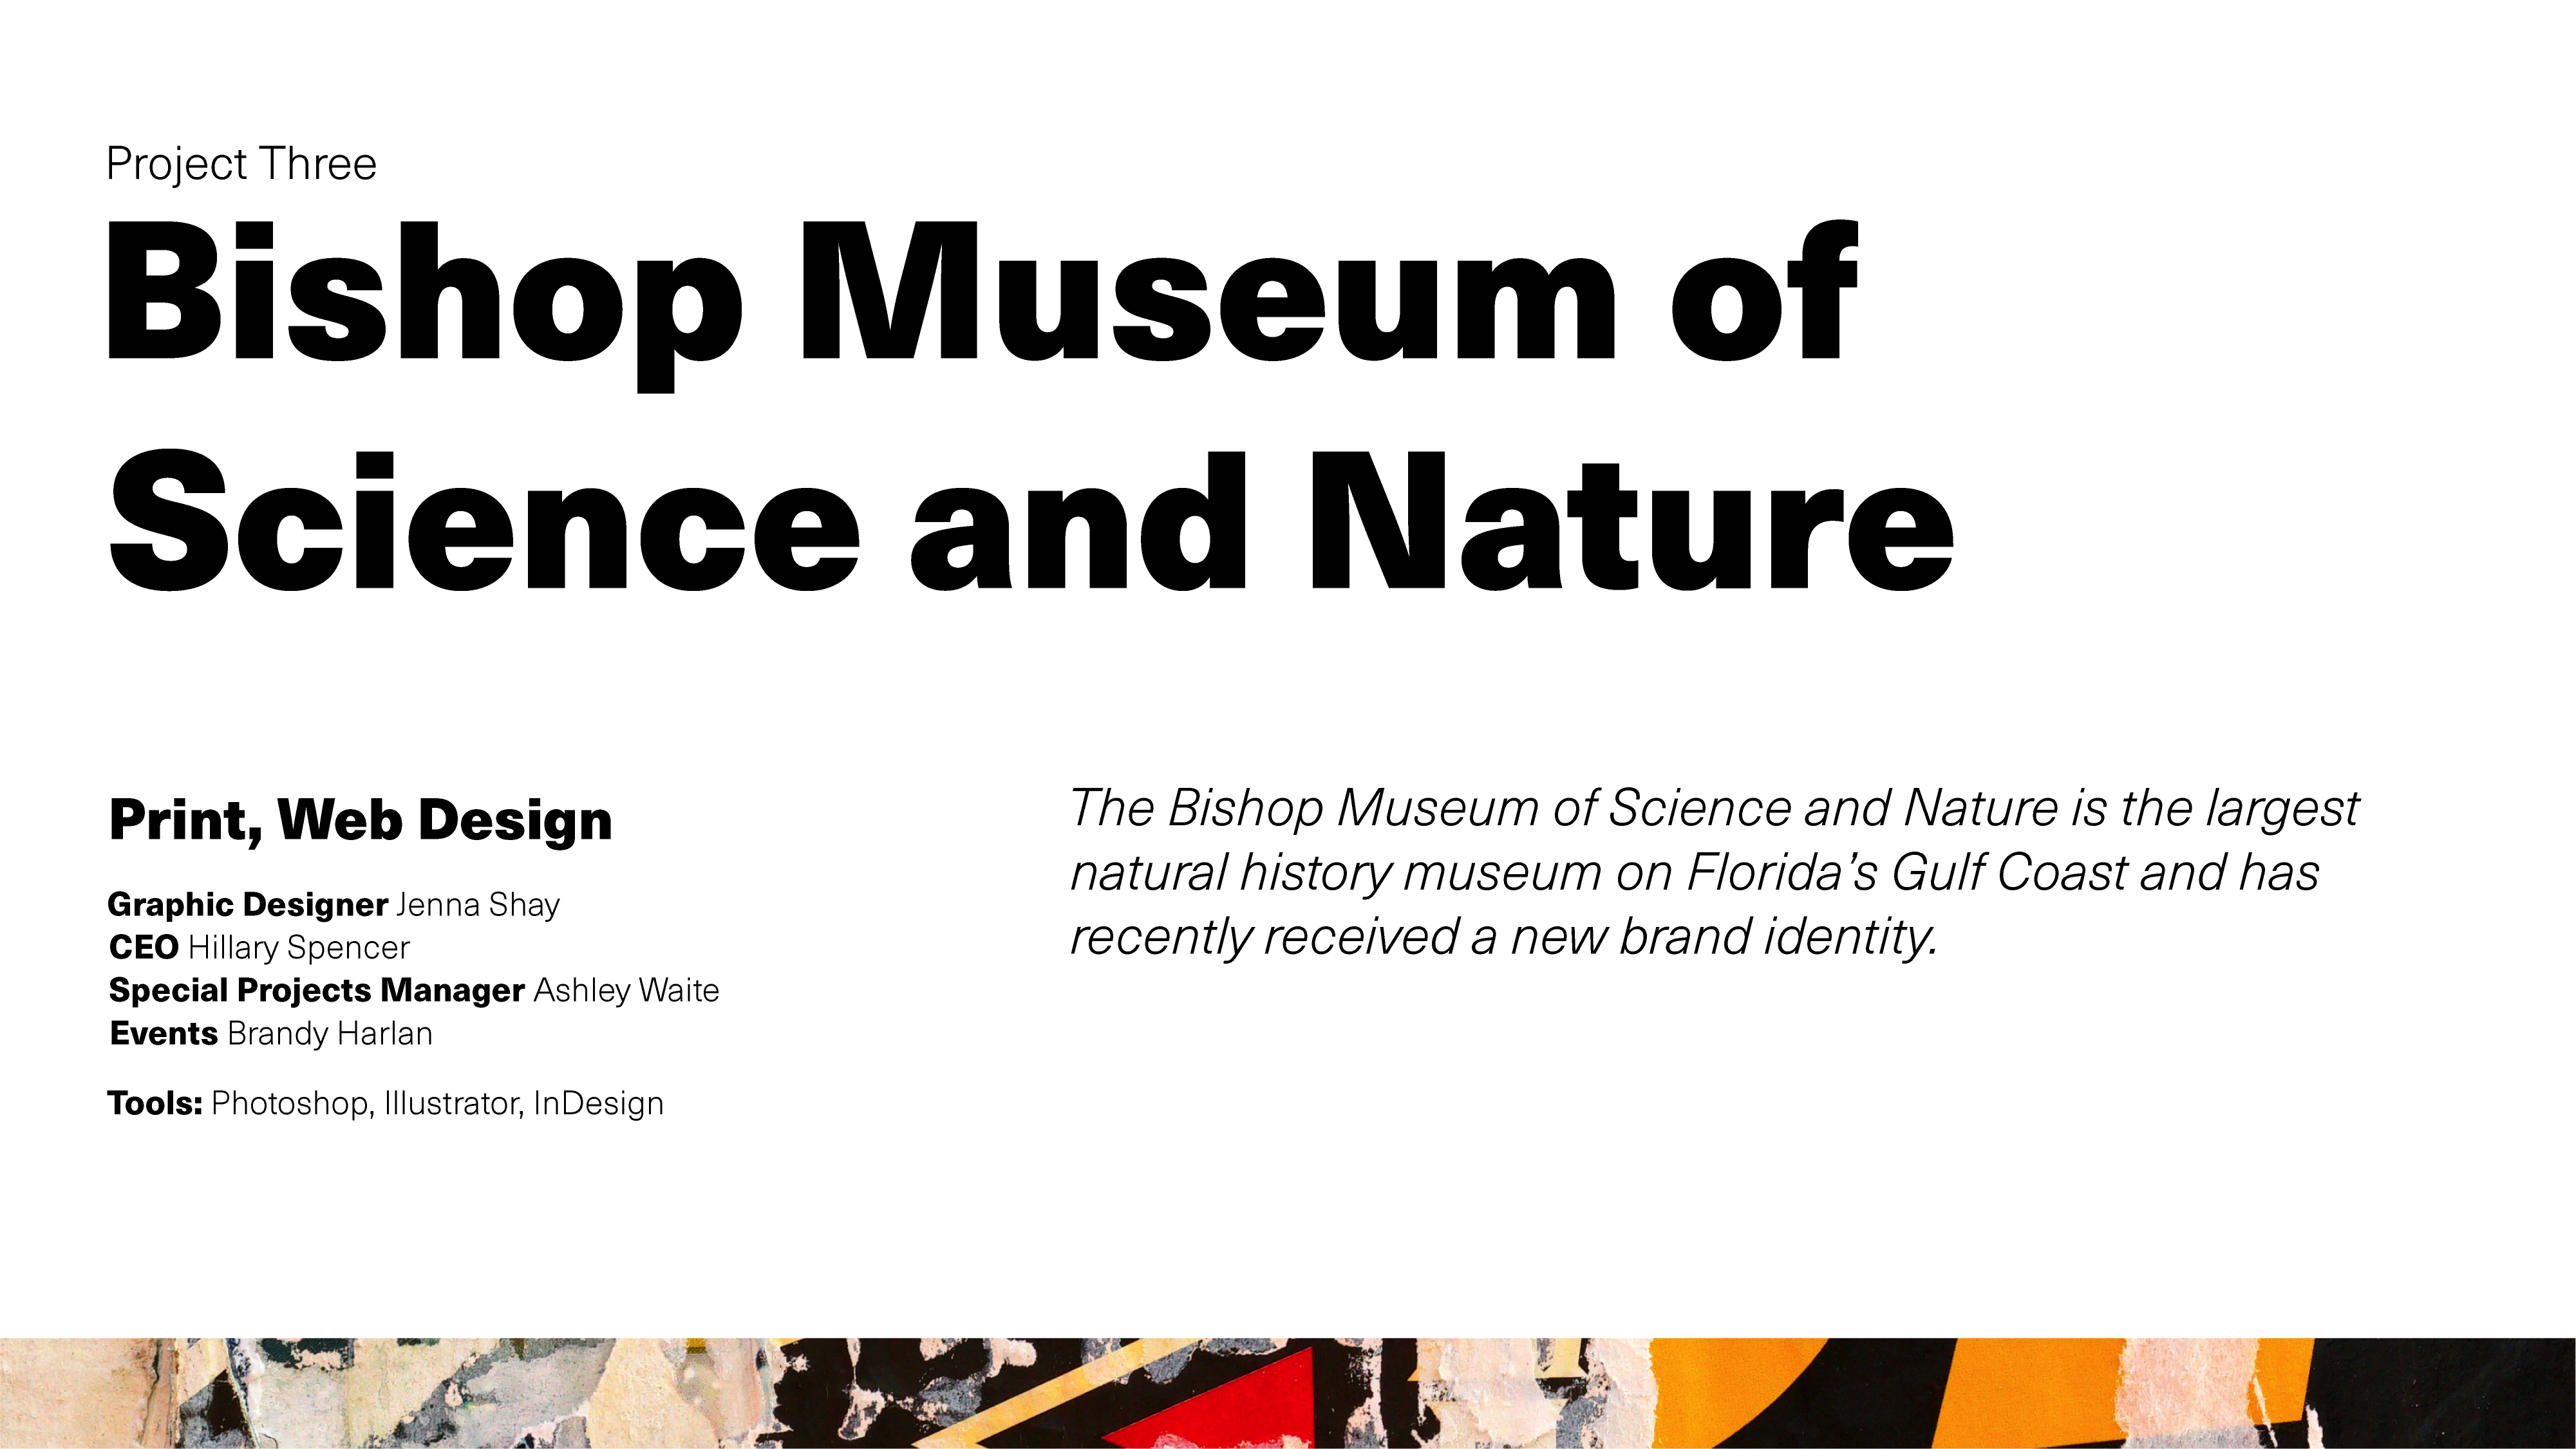 Project Three
Bishop Museum of
Science and Nature
Print, Web Design
Graphic Designer Jenna Shay
CEO Hillary Spencer
Special Projects Manager Ashley Waite
Events Brandy Harlan
Tools: Photoshop, Illustrator, InDesign
The Bishop Museum of Science and Nature is the largest
natural history museum on Florida’s Gulf Coast and has
recently received a new brand identity.